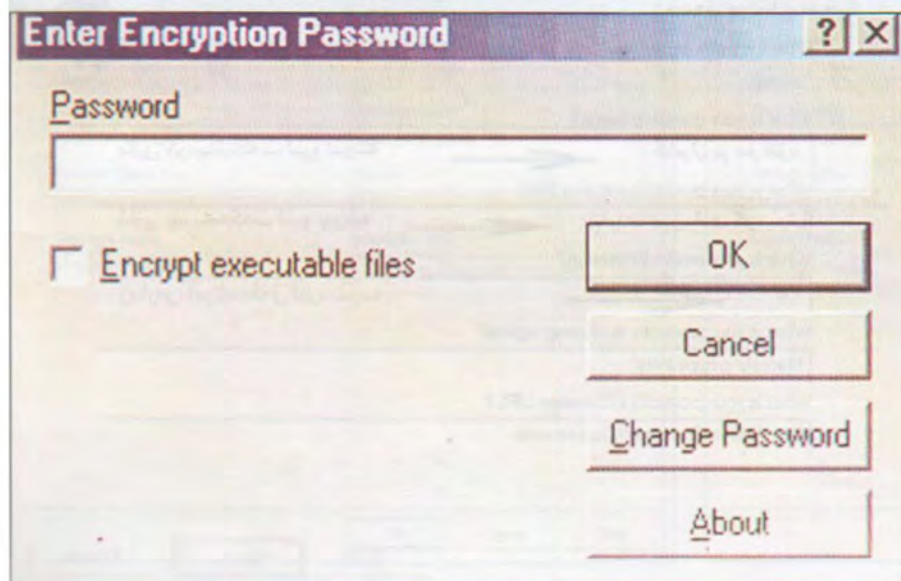 Enter Encryption Password
Password
Encrypt executable files
OK
Cancel
Change Password
About